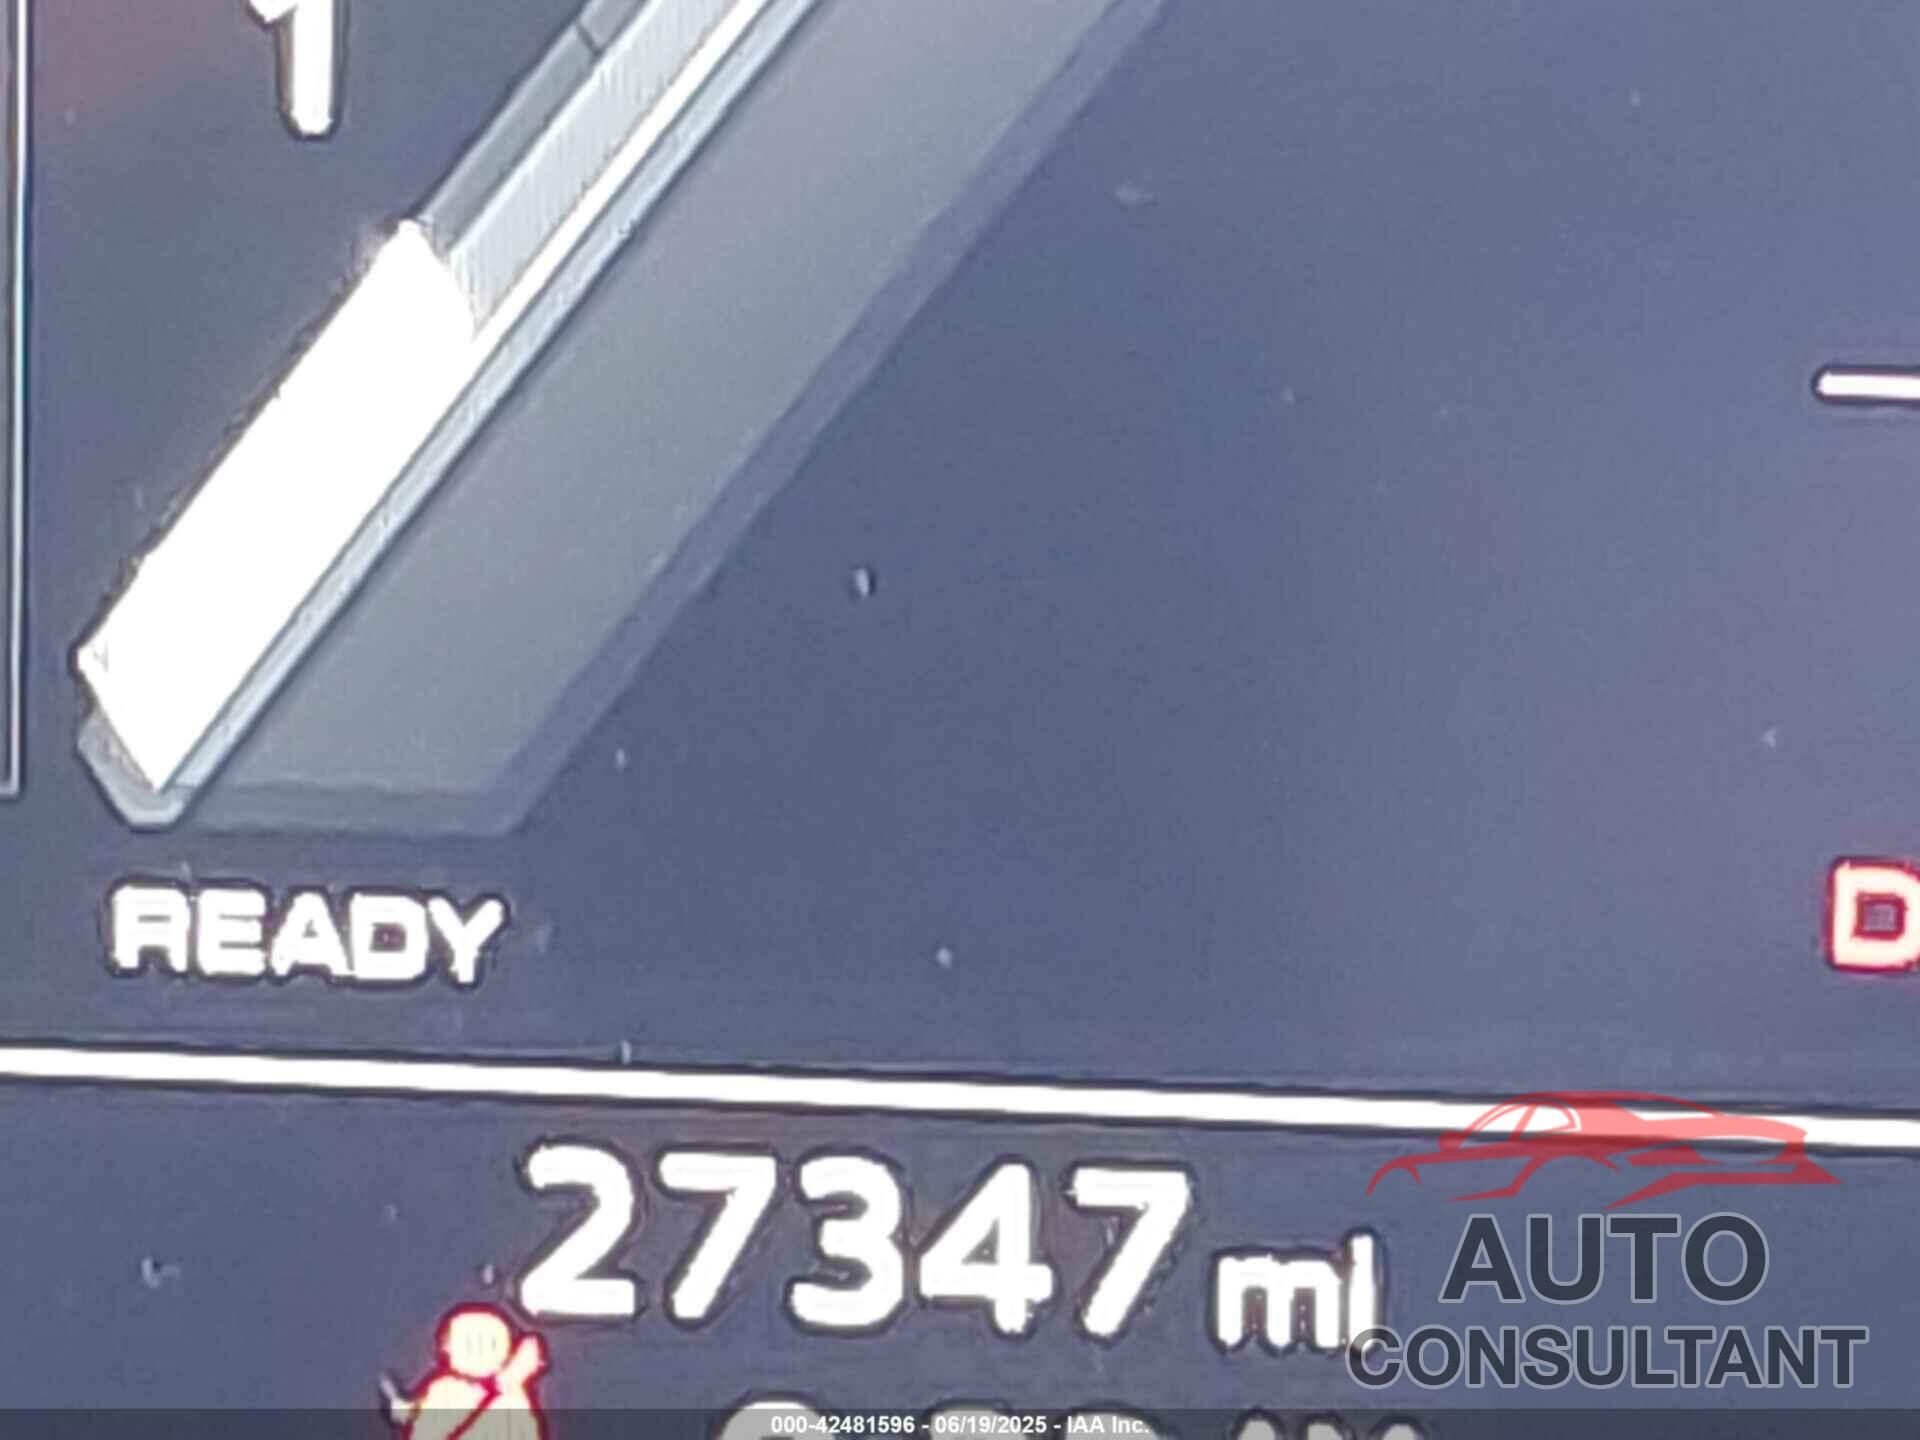 1
READY
D
27347 mi
AUTO
CONSULTANT
000-42481596 - 06/19/2025 - IAA Inc.